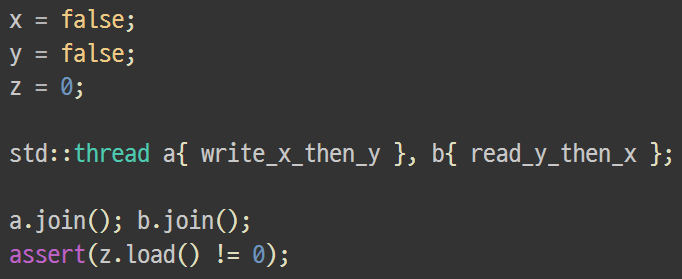 x = false;
y = false;
z = 0;
std::thread a{ write_x_then_y }, b{ read_y_then_x };
a.join(); b.join();
assert(z.load() != 0);